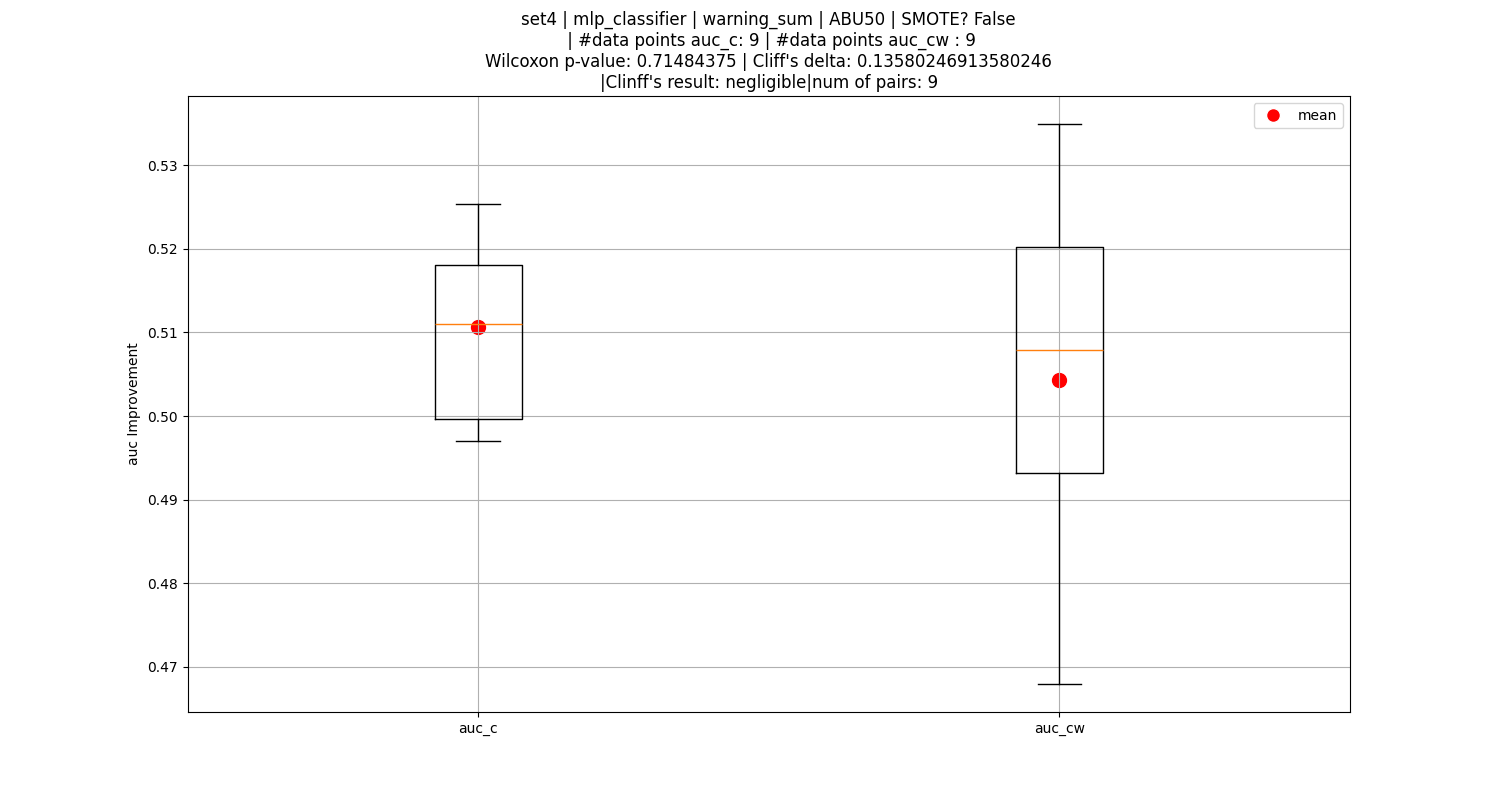 set4 | mlp_classifier | warning_sum | ABU50 | SMOTE? False
| #data points auc_c: 9 | #data points auc_cw : 9
Wilcoxon p-value: 0.71484375 | Cliff's delta: 0.13580246913580246
|Clinff's result: negligible|num of pairs: 9
mean
0.53
0.52
0.51
0.50
0.49
0.48
0.47
auc Improvement
auc_c
auc_cw